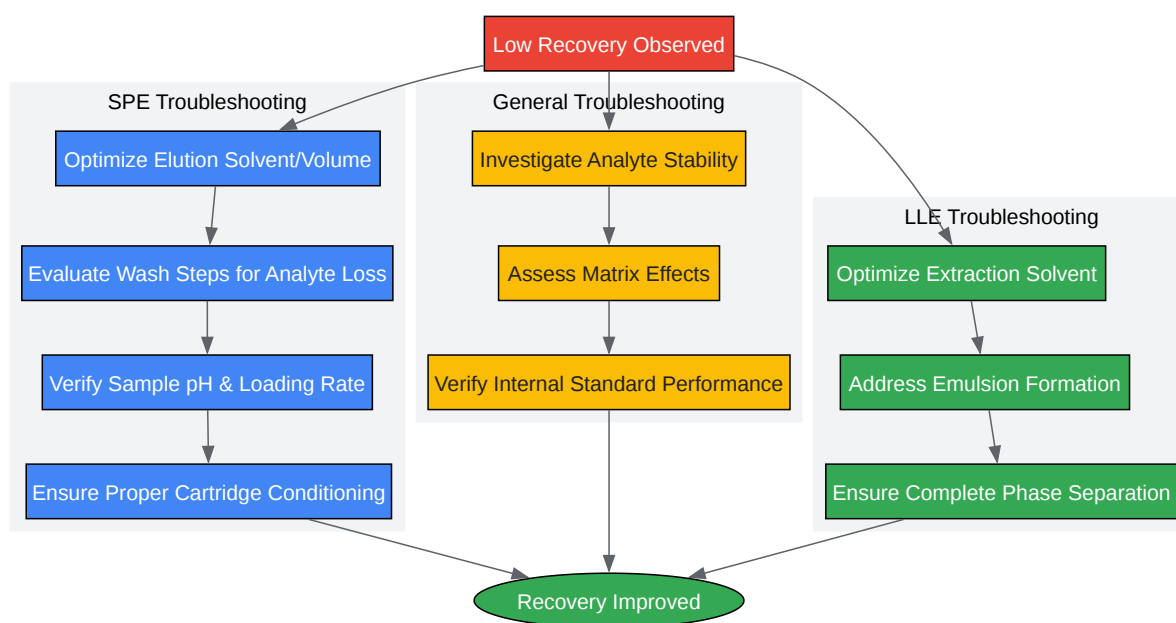 Low Recovery Observed
SPE Troubleshooting
Optimize Elution Solvent/Volume
Evaluate Wash Steps for Analyte Loss
Verify Sample pH & Loading Rate
Ensure Proper Cartridge Conditioning
General Troubleshooting
Investigate Analyte Stability
Assess Matrix Effects
Verify Internal Standard Performance
LLE Troubleshooting
Optimize Extraction Solvent
Address Emulsion Formation
Ensure Complete Phase Separation
Recovery Improved